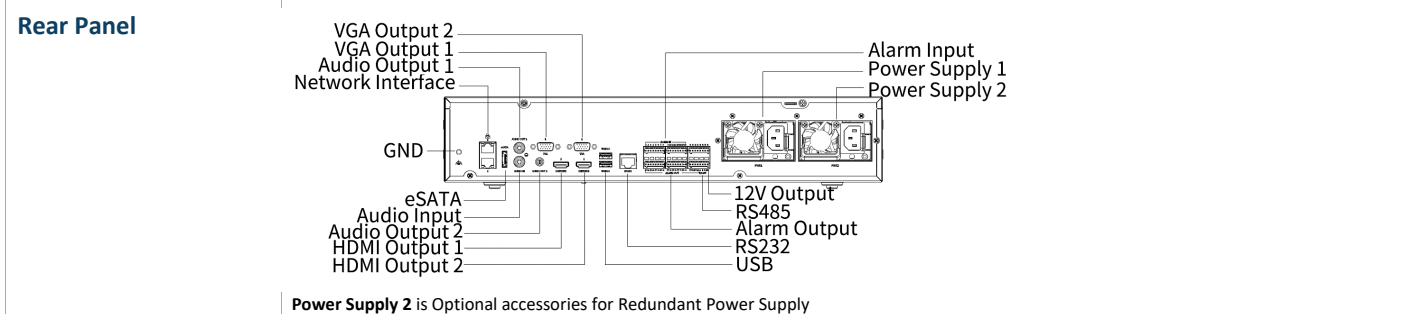 Rear Panel
VGA Output 2
VGA Output 1
Audio Output 1
Network Interface
GND
eSATA
Audio Input
Audio Output 2
HDMI Output 1
HDMI Output 2
Alarm Input
Power Supply 1
Power Supply 2
12V Output
RS485
Alarm Output
RS232
USB
Power Supply 2 is Optional accessories for Redundant Power Supply